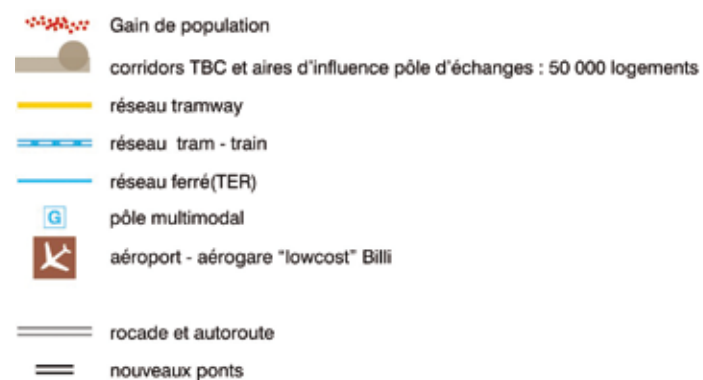 Gain de population
corridors TBC et aires d'influence pôle d'échanges : 50 000 logements
réseau tramway
réseau tram - train
réseau ferré(TER)
G pôle multimodal
aéroport - aérogare "lowcost" Billi
rocade et autoroute
nouveaux ponts